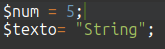 $num = 5;
$texto= "String";